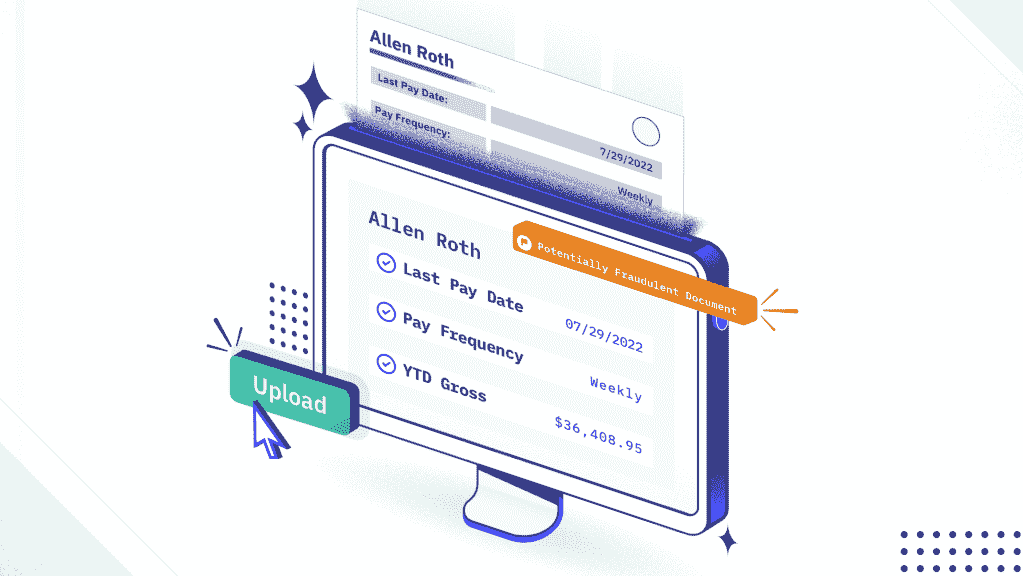 Allen Roth
Last Pay Date:
7/29/2022
Pay Frequency:
Weekly
Allen Roth
Potentially Fraudulent Document
Last Pay Date
07/29/2022
Pay Frequency
Weekly
YTD Gross
$36,408.95
Upload